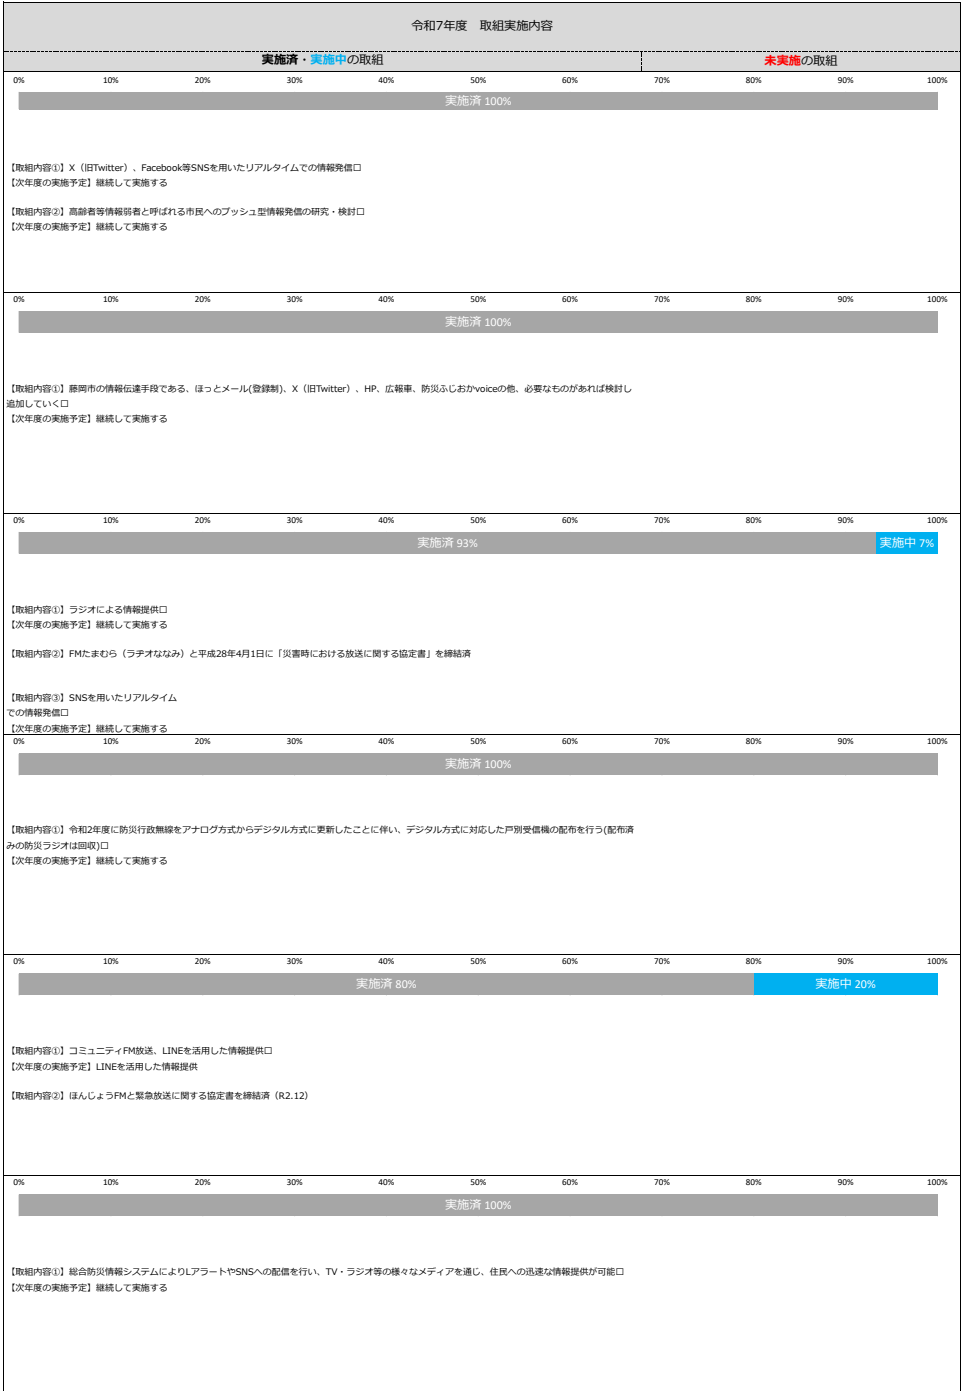 令和7年度　取組実施内容
実施済・実施中の取組
未実施の取組
0% 10% 20% 30% 40% 50% 60% 70% 80% 90% 100%
実施済 100%
【取組内容①】X（旧Twitter）、Facebook等SNSを用いたリアルタイムでの情報発信□
【次年度の実施予定】継続して実施する
【取組内容②】高齢者等情報弱者と呼ばれる市民へのプッシュ型情報発信の研究・検討□
【次年度の実施予定】継続して実施する
0% 10% 20% 30% 40% 50% 60% 70% 80% 90% 100%
実施済 100%
【取組内容①】藤岡市の情報伝達手段である、ほっとメール(登録制)、X（旧Twitter）、HP、広報車、防災ふじおかvoiceの他、必要なものがあれば検討し
追加していく□
【次年度の実施予定】継続して実施する
0% 10% 20% 30% 40% 50% 60% 70% 80% 90% 100%
実施済 93%
実施中 7%
【取組内容①】ラジオによる情報提供□
【次年度の実施予定】継続して実施する
【取組内容②】FMたまむら（ラヂオななみ）と平成28年4月1日に「災害時における放送に関する協定書」を締結済
【取組内容③】SNSを用いたリアルタイム
での情報発信□
【次年度の実施予定】継続して実施する
0% 10% 20% 30% 40% 50% 60% 70% 80% 90% 100%
実施済 100%
【取組内容①】令和2年度に防災行政無線をアナログ方式からデジタル方式に更新したことに伴い、デジタル方式に対応した戸別受信機の配布を行う(配布済
みの防災ラジオは回収)□
【次年度の実施予定】継続して実施する
0% 10% 20% 30% 40% 50% 60% 70% 80% 90% 100%
実施済 80%
実施中 20%
【取組内容①】コミュニティFM放送、LINEを活用した情報提供□
【次年度の実施予定】LINEを活用した情報提供
【取組内容②】ほんじょうFMと緊急放送に関する協定書を締結済（R2.12）
0% 10% 20% 30% 40% 50% 60% 70% 80% 90% 100%
実施済 100%
【取組内容①】総合防災情報システムによりLアラートやSNSへの配信を行い、TV・ラジオ等の様々なメディアを通じ、住民への迅速な情報提供が可能□
【次年度の実施予定】継続して実施する